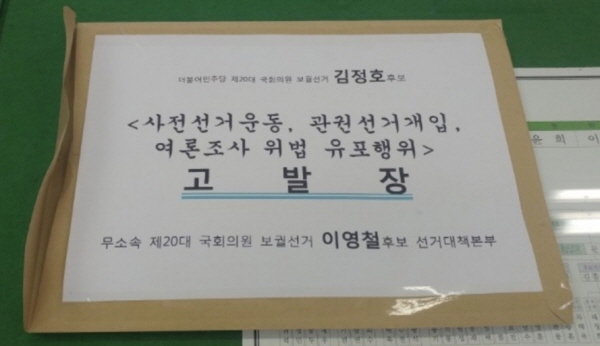 더불어민주당 제20대 국회의원 보궐선거 김정호후보
<사전선거운동, 관권선거개입,
여론조사 위법 유포행위>
고 발 장
무소속 제20대 국회의원 보궐선거 이영철후보 선거대책본부
윤 희 이